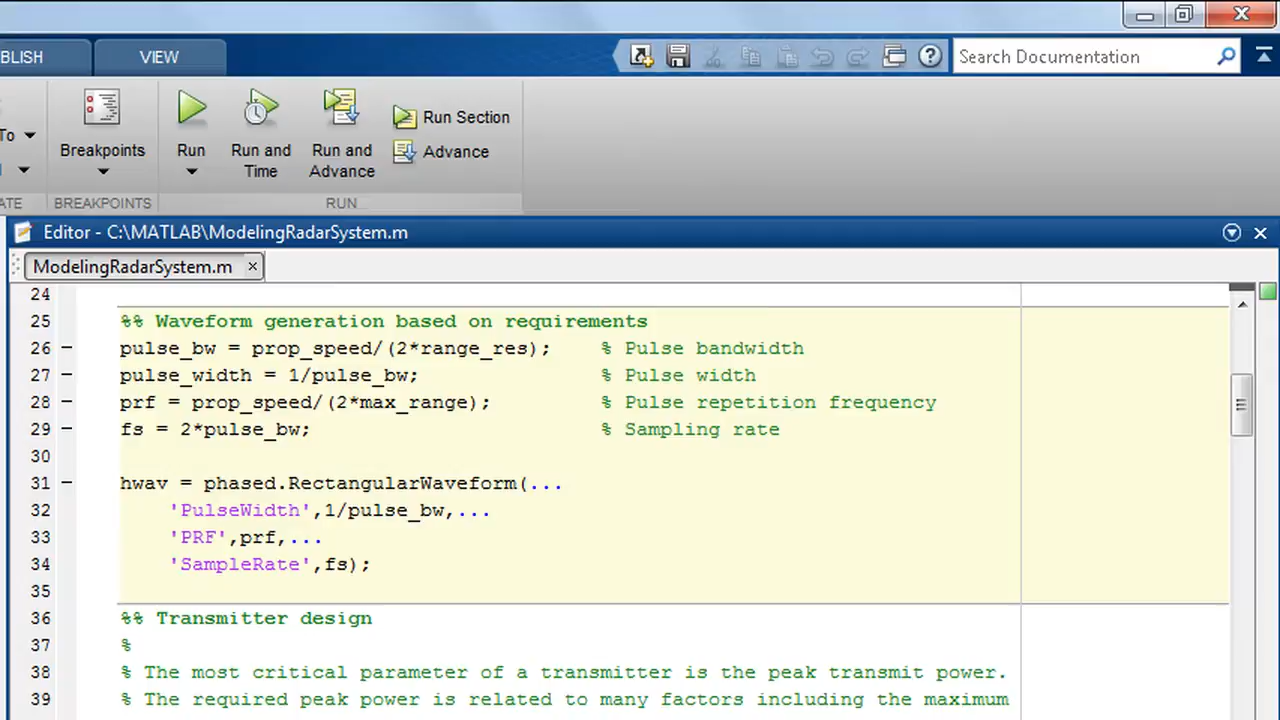 BLISH
VIEW
Search Documentation
To
Breakpoints
Run
Run and
Time
Run and
Advance
Run Section
Advance
ATE
BREAKPOINTS
RUN
Editor - C:\MATLAB\ModelingRadarSystem.m
ModelingRadarSystem.m ×
24
25 %% Waveform generation based on requirements
26 - pulse_bw = prop_speed/(2*range_res); % Pulse bandwidth
27 - pulse_width = 1/pulse_bw; % Pulse width
28 - prf = prop_speed/(2*max_range); % Pulse repetition frequency
29 - fs = 2*pulse_bw; % Sampling rate
30
31 - hwav = phased.RectangularWaveform(...
32 'PulseWidth',1/pulse_bw,...
33 'PRF',prf,...
34 'SampleRate',fs);
35
36 %% Transmitter design
37 %
38 % The most critical parameter of a transmitter is the peak transmit power.
39 % The required peak power is related to many factors including the maximum